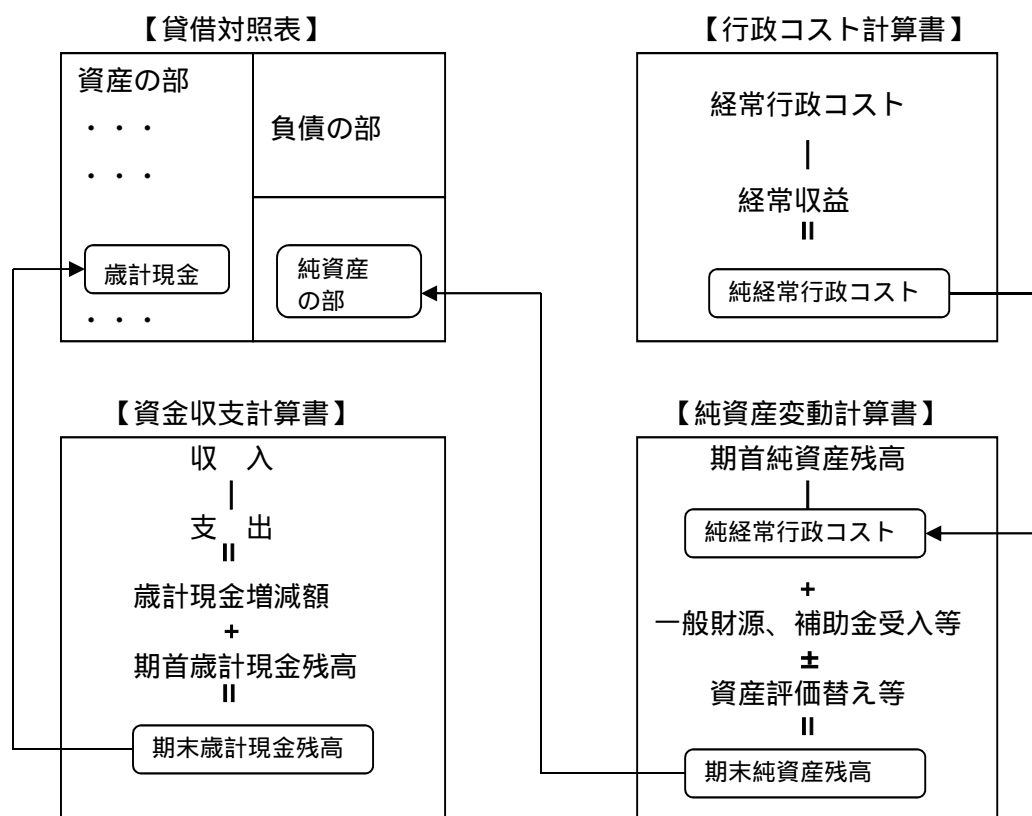 【貸借対照表】
資産の部
・・・
・・・
歳計現金
・・・
負債の部
純資産
の部
【行政コスト計算書】
経常行政コスト
|
経常収益
=
純経常行政コスト
【資金収支計算書】
収 入
|
支 出
=
歳計現金増減額
+
期首歳計現金残高
=
期末歳計現金残高
【純資産変動計算書】
期首純資産残高
|
純経常行政コスト
+
一般財源、補助金受入等
±
資産評価替え等
=
期末純資産残高